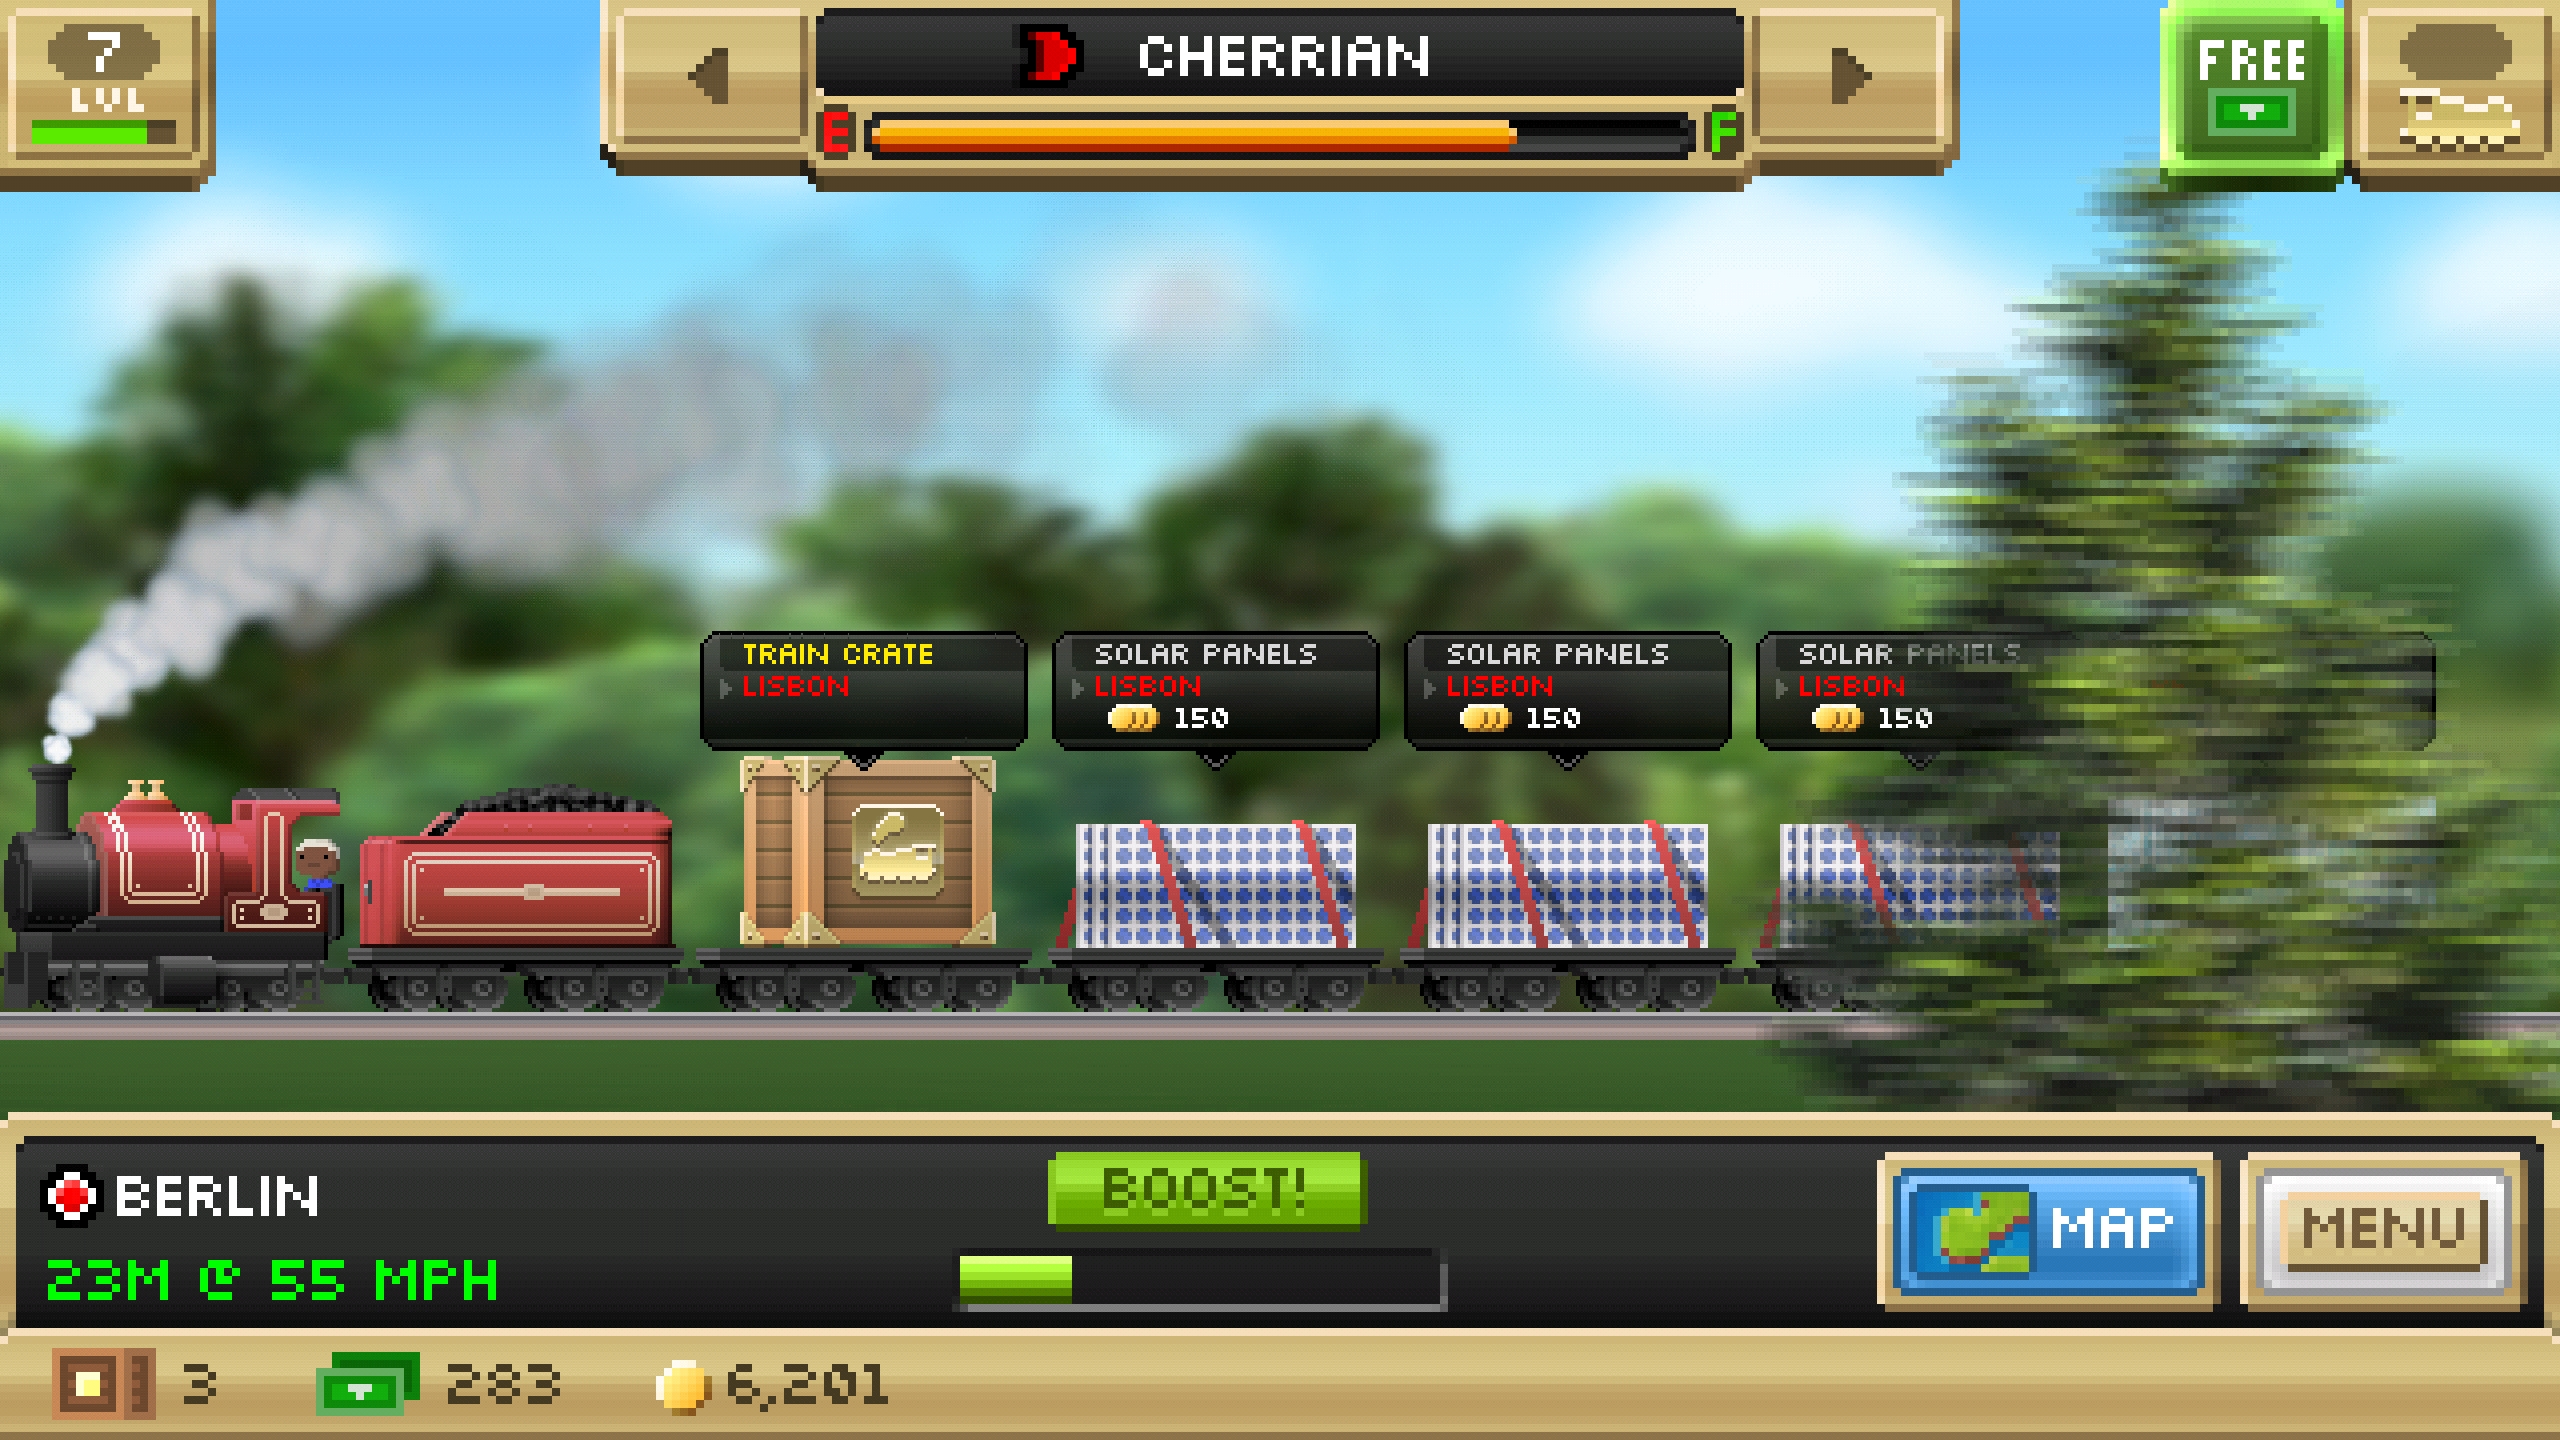 7
LVL
CHERRIAN
E
F
FREE
TRAIN CRATE
LISBON
SOLAR PANELS
LISBON
150
SOLAR PANELS
LISBON
150
SOLAR PANELS
LISBON
150
BERLIN
23M @ 55 MPH
BOOST!
MAP
MENU
3
283
6,201